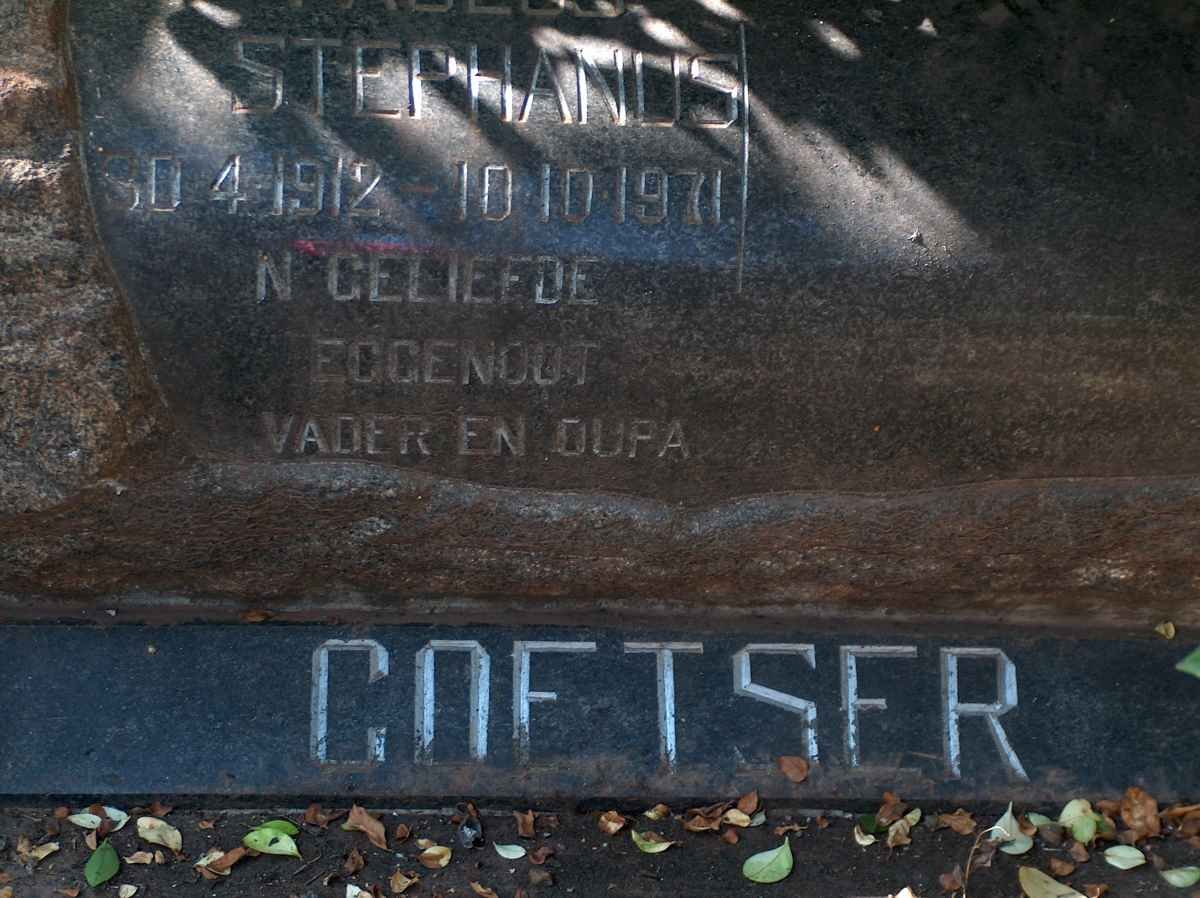 STEPHANUS
30·4·1912 - 10·10·1971
N GELIEFDE
EGGENOOT
VADER EN OUPA
COETSER